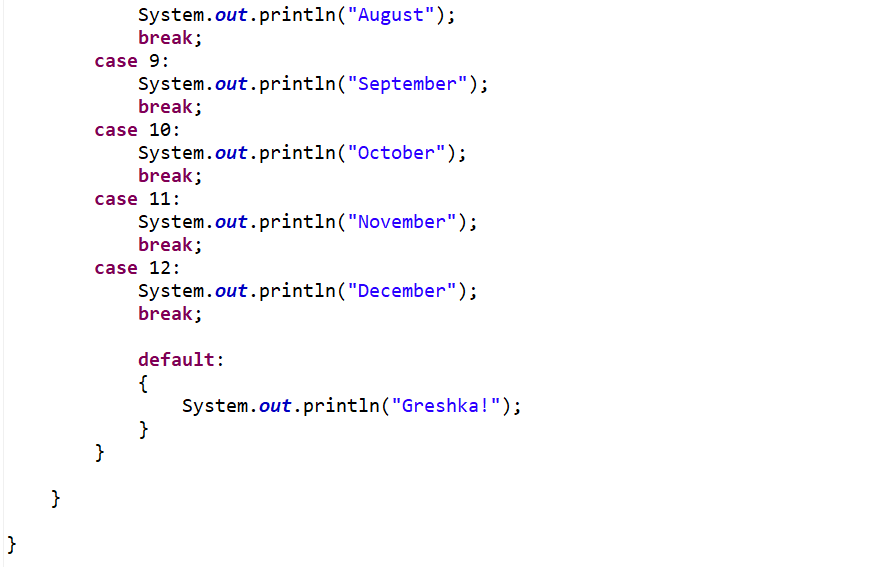 System.out.println("August");
break;
case 9:
System.out.println("September");
break;
case 10:
System.out.println("October");
break;
case 11:
System.out.println("November");
break;
case 12:
System.out.println("December");
break;
default:
{
System.out.println("Greshka!");
}
}
}
}